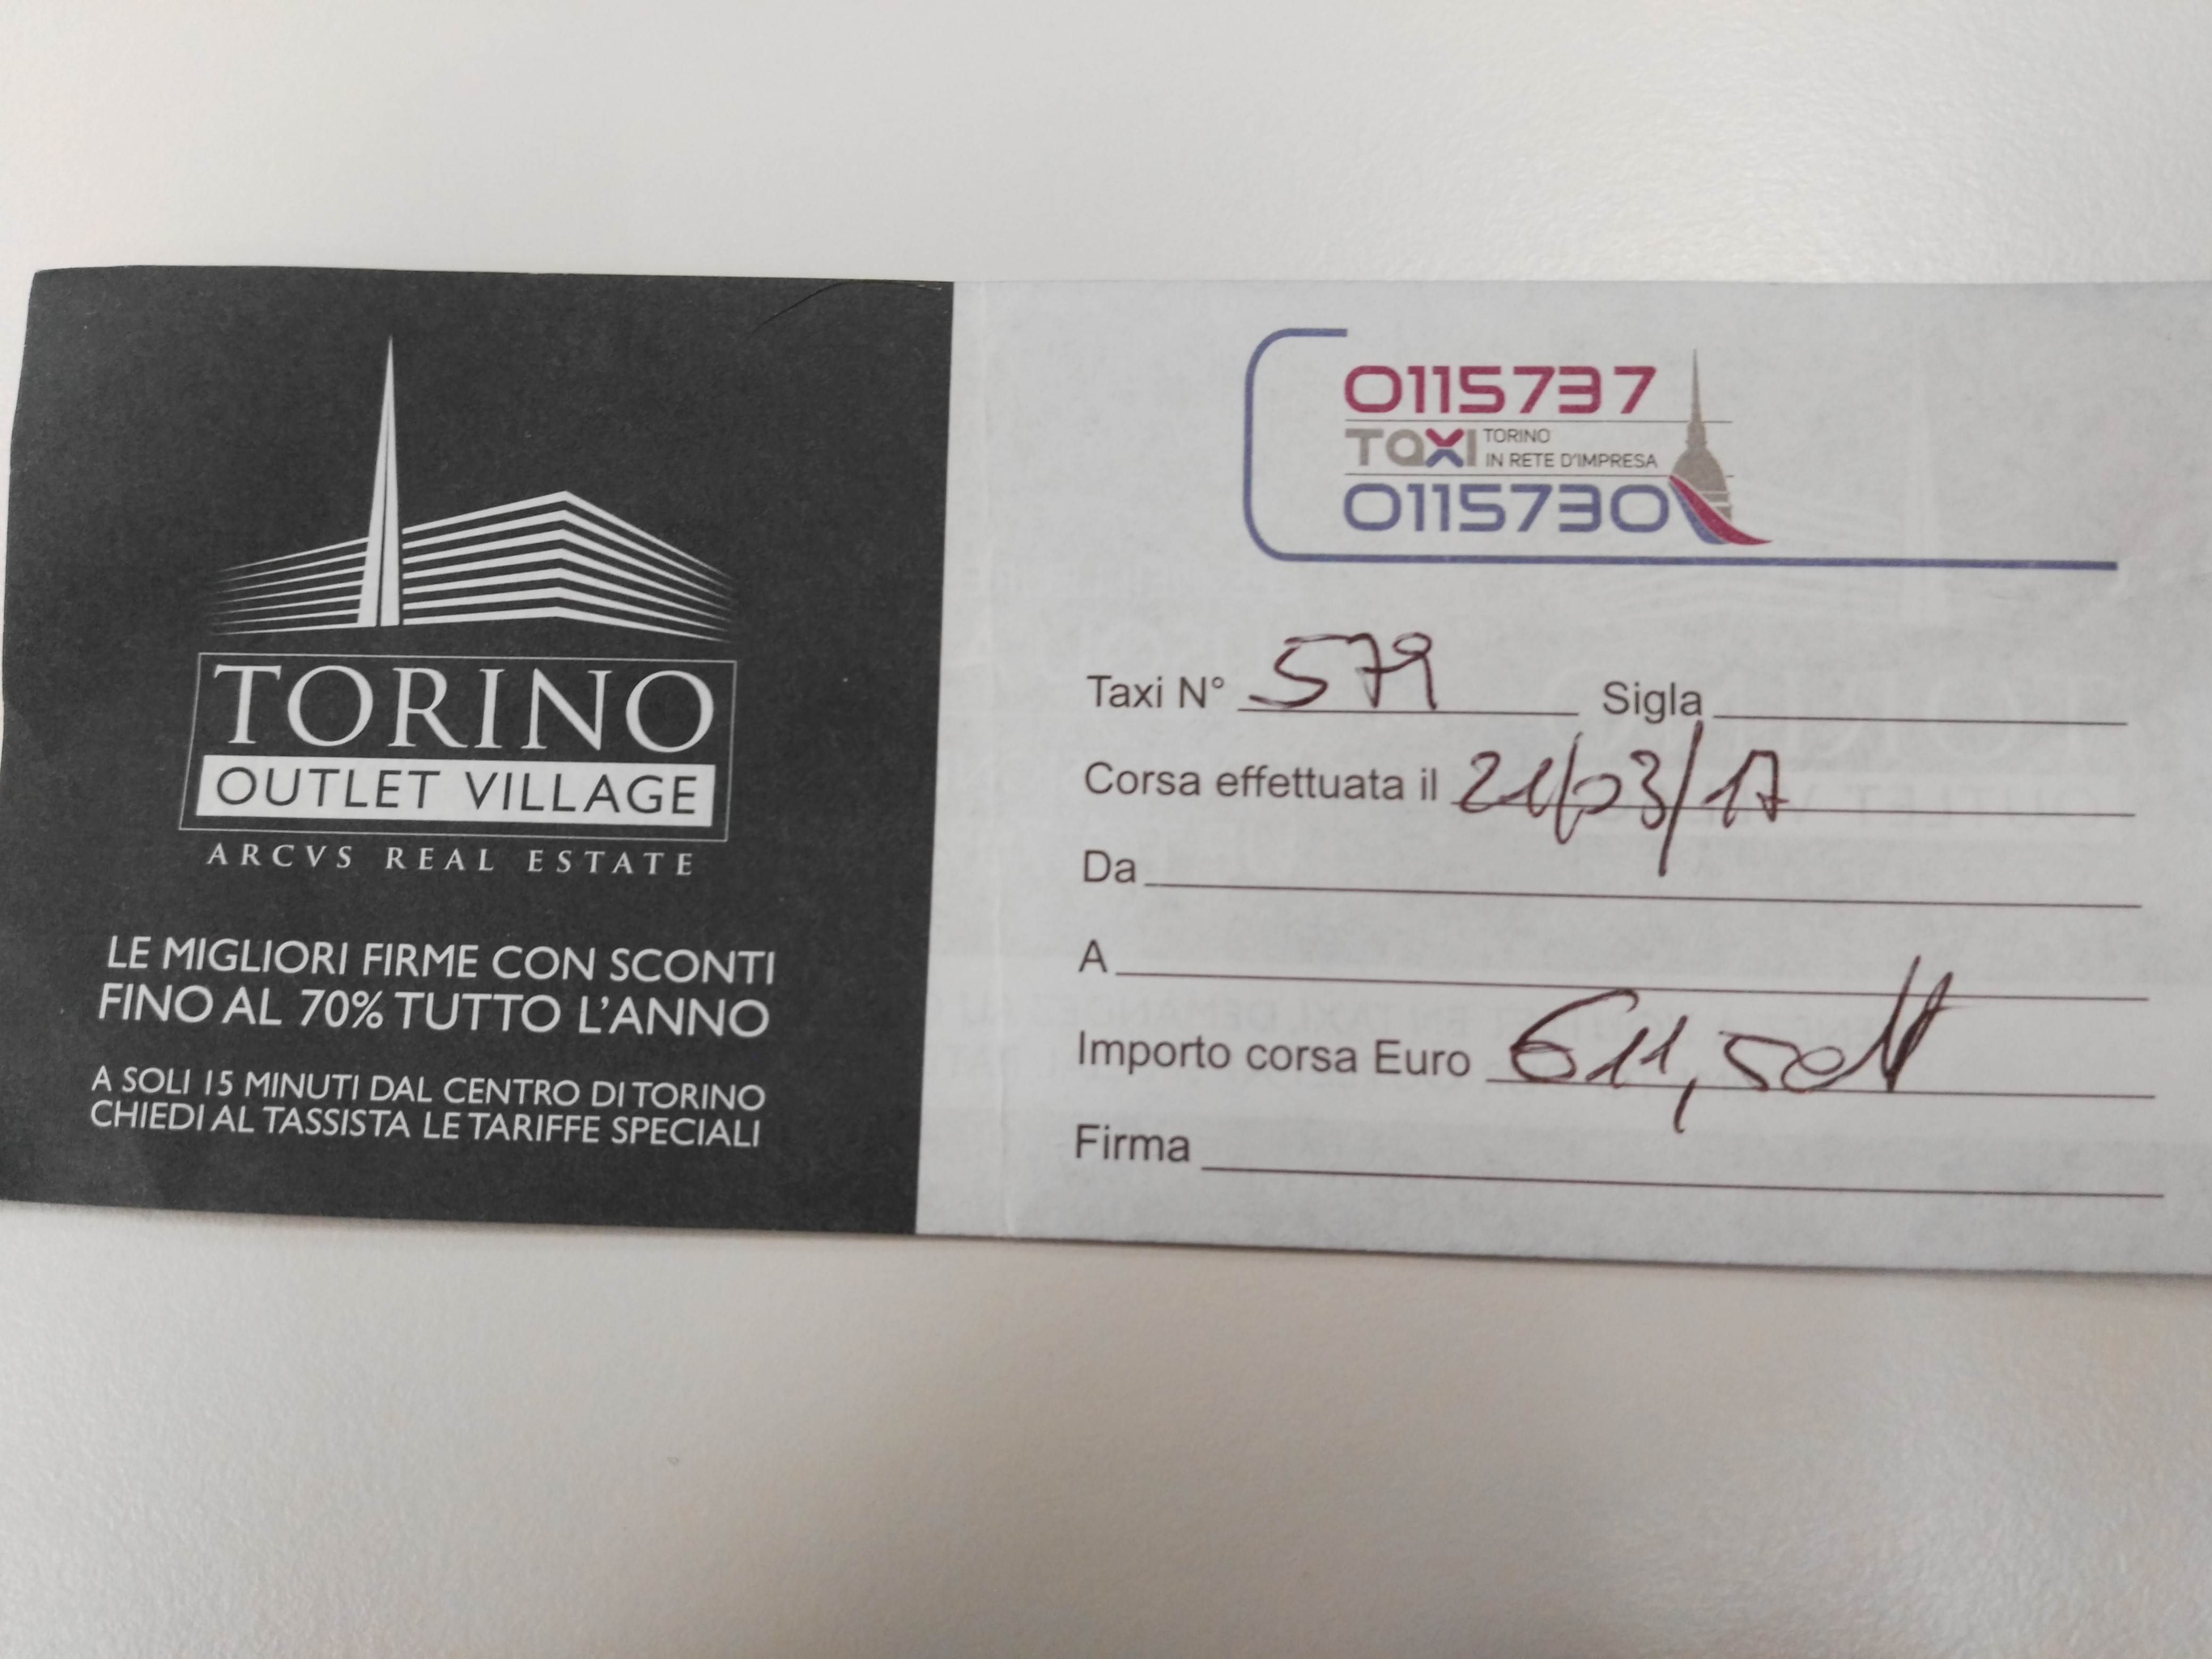 TORINO
OUTLET VILLAGE
ARCVS REAL ESTATE
LE MIGLIORI FIRME CON SCONTI
FINO AL 70% TUTTO L'ANNO
A SOLI 15 MINUTI DAL CENTRO DI TORINO
CHIEDI AL TASSISTA LE TARIFFE SPECIALI
0115737
TAXI TORINO
IN RETE D'IMPRESA
0115730
Taxi N° 579 Sigla
Corsa effettuata il 21/03/17
Da
A
Importo corsa Euro
Firma